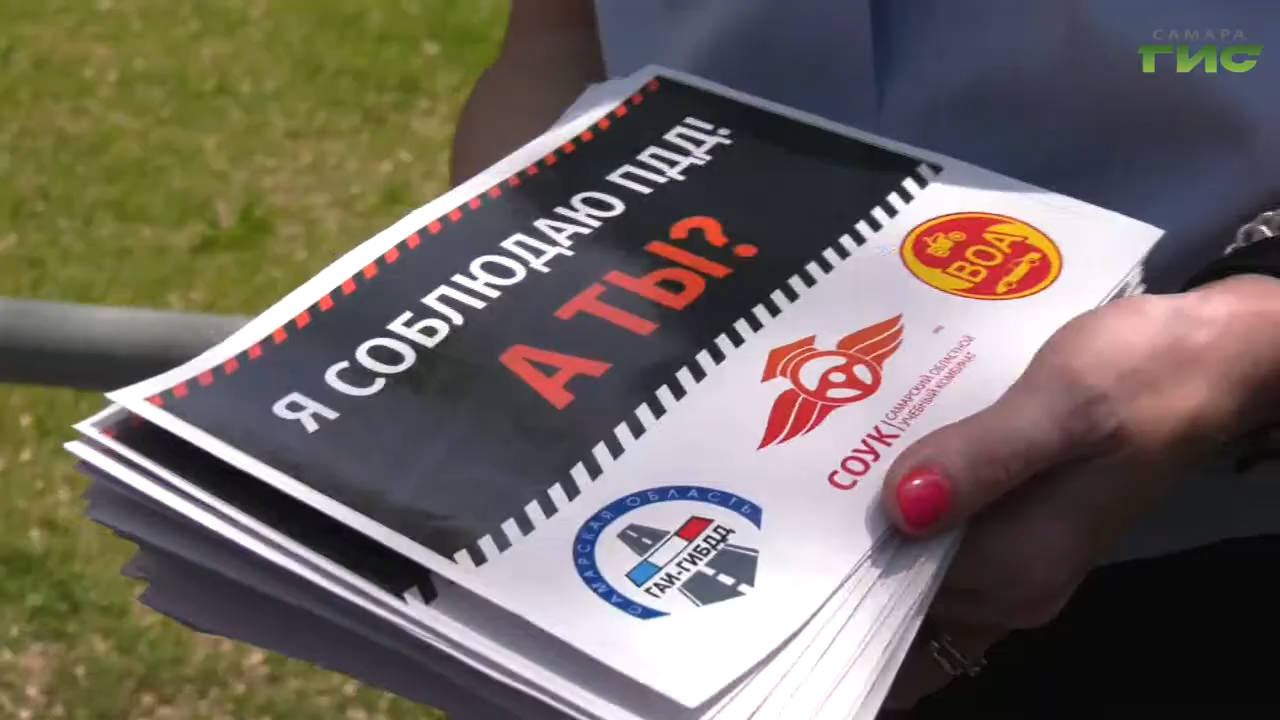 САМАРА
ГИС
Я СОБЛЮДАЮ ПДД!
А ТЫ?
ВОА
СОУК
САМАРСКИЙ ОБЛАСТНОЙ
УЧЕБНЫЙ КОМБИНАТ
САМАРСКАЯ ОБЛАСТЬ
ГАИ-ГИБДД